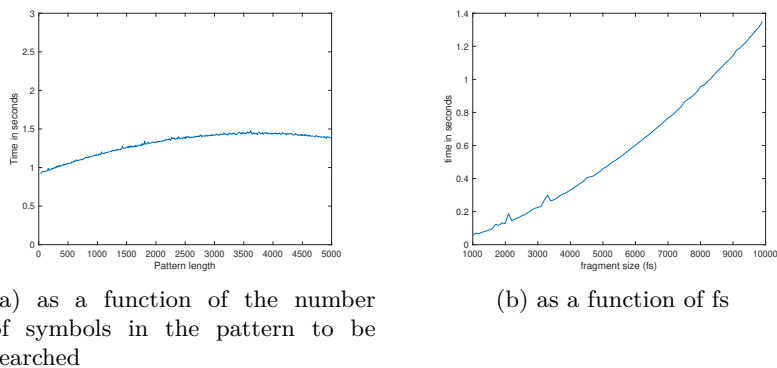 3
2.5
2
1.5
1
0.5
0
Time in seconds
0 500 1000 1500 2000 2500 3000 3500 4000 4500 5000
Pattern length
1.4
1.2
1
0.8
0.6
0.4
0.2
0
time in seconds
1000 2000 3000 4000 5000 6000 7000 8000 9000 10000
fragment size (fs)
a) as a function of the number
of symbols in the pattern to be
earched
(b) as a function of fs